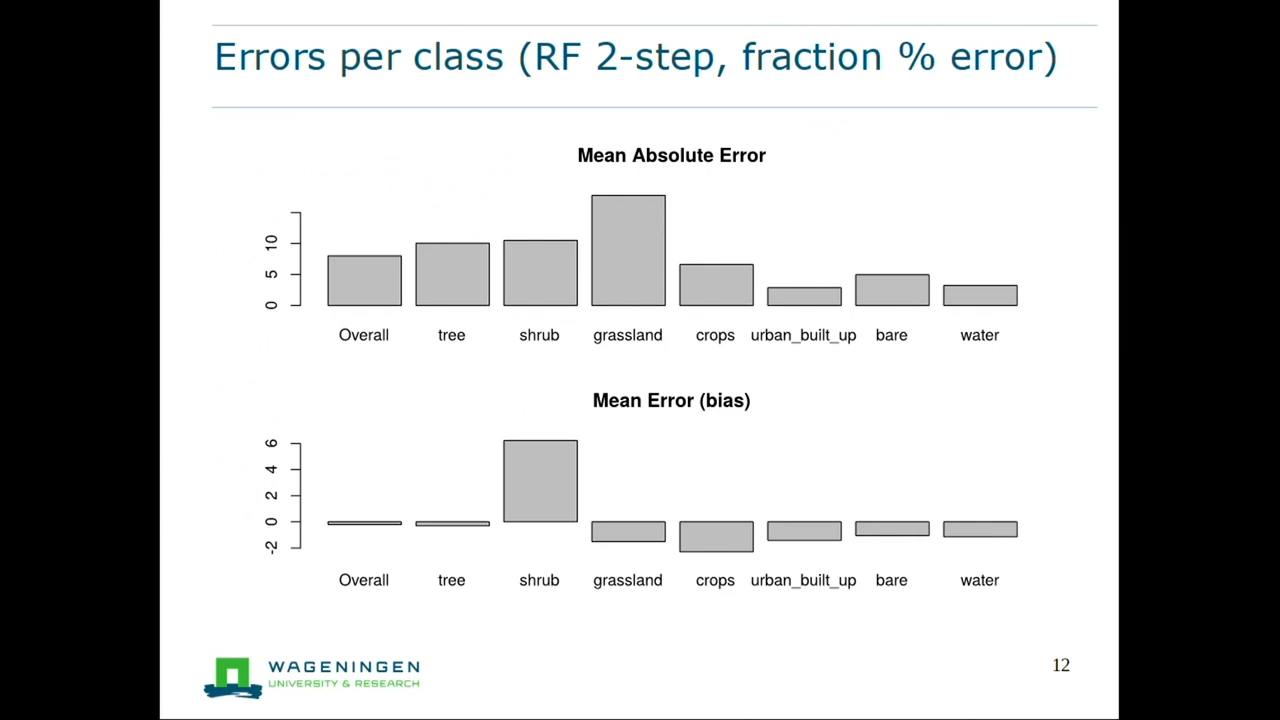 Errors per class (RF 2-step, fraction % error)
Mean Absolute Error
10
5
0
Overall tree shrub grassland crops urban_built_up bare water
Mean Error (bias)
6
4
2
0
-2
Overall tree shrub grassland crops urban_built_up bare water
WAGENINGEN
UNIVERSITY & RESEARCH
12